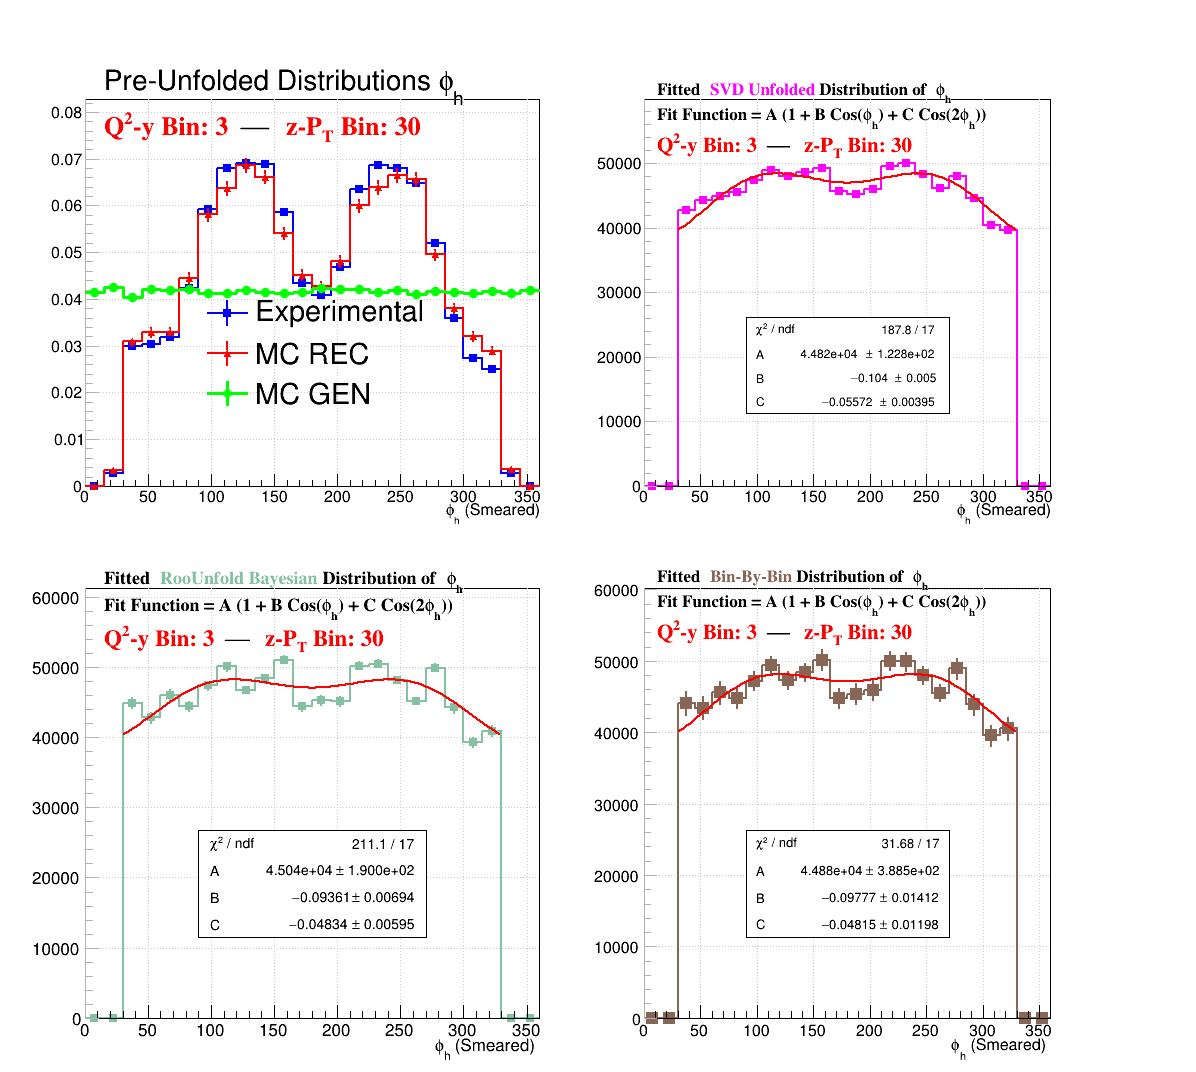 Pre-Unfolded Distributions ϕh
Q2-y Bin: 3 — z-PT Bin: 30
0.08
0.07
0.06
0.05
0.04
0.03
0.02
0.01
0
Experimental
MC REC
MC GEN
0 50 100 150 200 250 300 350
ϕh (Smeared)
Fitted SVD Unfolded Distribution of ϕh
Fit Function = A (1 + B Cos(ϕh) + C Cos(2ϕh))
Q2-y Bin: 3 — z-PT Bin: 30
50000
40000
30000
20000
10000
0
χ2 / ndf 187.8 / 17
A 4.482e+04 ± 1.228e+02
B −0.104 ± 0.005
C −0.05572 ± 0.00395
0 50 100 150 200 250 300 350
ϕh (Smeared)
Fitted RooUnfold Bayesian Distribution of ϕh
Fit Function = A (1 + B Cos(ϕh) + C Cos(2ϕh))
Q2-y Bin: 3 — z-PT Bin: 30
60000
50000
40000
30000
20000
10000
0
χ2 / ndf 211.1 / 17
A 4.504e+04 ± 1.900e+02
B −0.09361 ± 0.00694
C −0.04834 ± 0.00595
0 50 100 150 200 250 300 350
ϕh (Smeared)
Fitted Bin-By-Bin Distribution of ϕh
Fit Function = A (1 + B Cos(ϕh) + C Cos(2ϕh))
Q2-y Bin: 3 — z-PT Bin: 30
60000
50000
40000
30000
20000
10000
0
χ2 / ndf 31.68 / 17
A 4.488e+04 ± 3.885e+02
B −0.09777 ± 0.01412
C −0.04815 ± 0.01198
0 50 100 150 200 250 300 350
ϕh (Smeared)